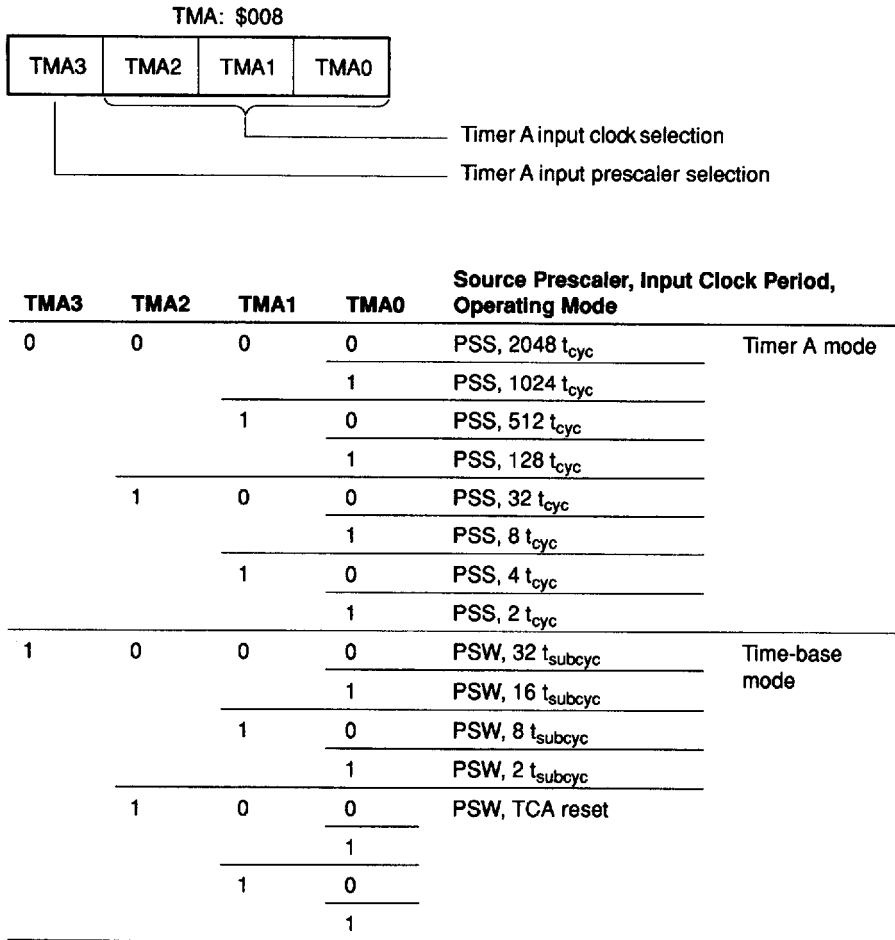 TMA: $008
TMA3 TMA2 TMA1 TMA0
Timer A input clock selection
Timer A input prescaler selection
Source Prescaler, Input Clock Period,
TMA3 TMA2 TMA1 TMA0 Operating Mode
0 0 0 0 PSS, 2048 tcyc Timer A mode
1 PSS, 1024 tcyc
1 0 PSS, 512 tcyc
1 PSS, 128 tcyc
1 0 0 PSS, 32 tcyc
1 PSS, 8 tcyc
1 0 PSS, 4 tcyc
1 PSS, 2 tcyc
1 0 0 0 PSW, 32 tsubcyc Time-base
1 PSW, 16 tsubcyc mode
1 0 PSW, 8 tsubcyc
1 PSW, 2 tsubcyc
1 0 0 PSW, TCA reset
1
1 0
1